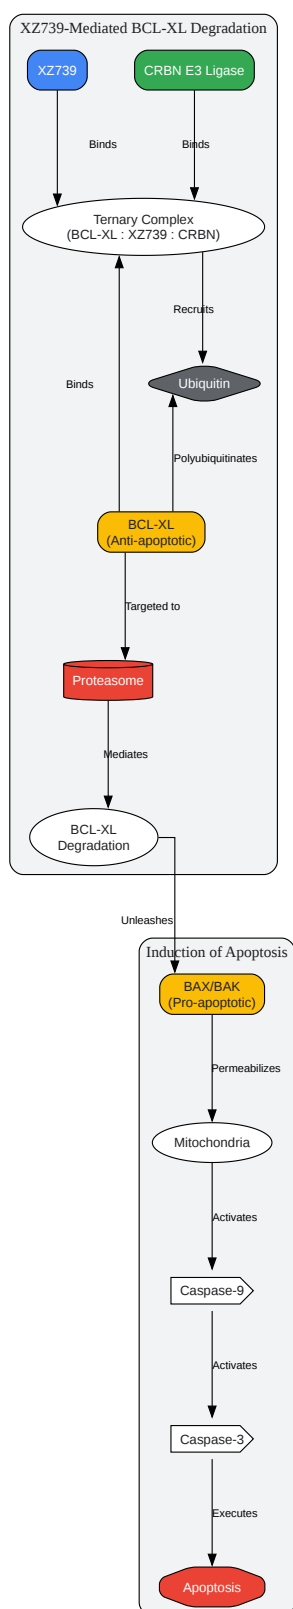 XZ739-Mediated BCL-XL Degradation
XZ739
CRBN E3 Ligase
Binds
Binds
Ternary Complex
(BCL-XL : XZ739 : CRBN)
Recruits
Binds
Ubiquitin
Polyubiquitinates
BCL-XL
(Anti-apoptotic)
Targeted to
Proteasome
Mediates
BCL-XL
Degradation
Unleashes
Induction of Apoptosis
BAX/BAK
(Pro-apoptotic)
Permeabilizes
Mitochondria
Activates
Caspase-9
Activates
Caspase-3
Executes
Apoptosis